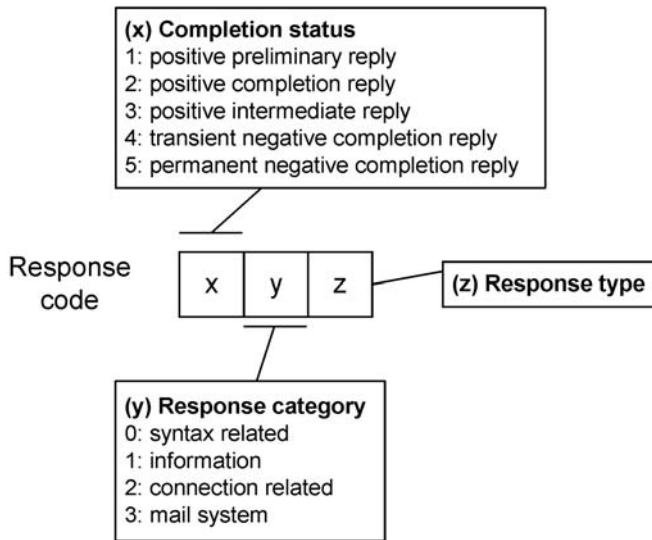 (x) Completion status
1: positive preliminary reply
2: positive completion reply
3: positive intermediate reply
4: transient negative completion reply
5: permanent negative completion reply
Response
code
x y z
(z) Response type
(y) Response category
0: syntax related
1: information
2: connection related
3: mail system